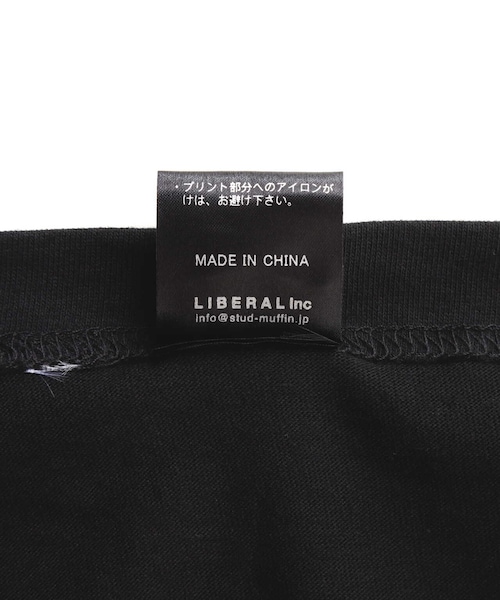 ・プリント部分へのアイロンが
けは、お避け下さい。
MADE IN CHINA
LIBERAL Inc
info@stud-muffin.jp